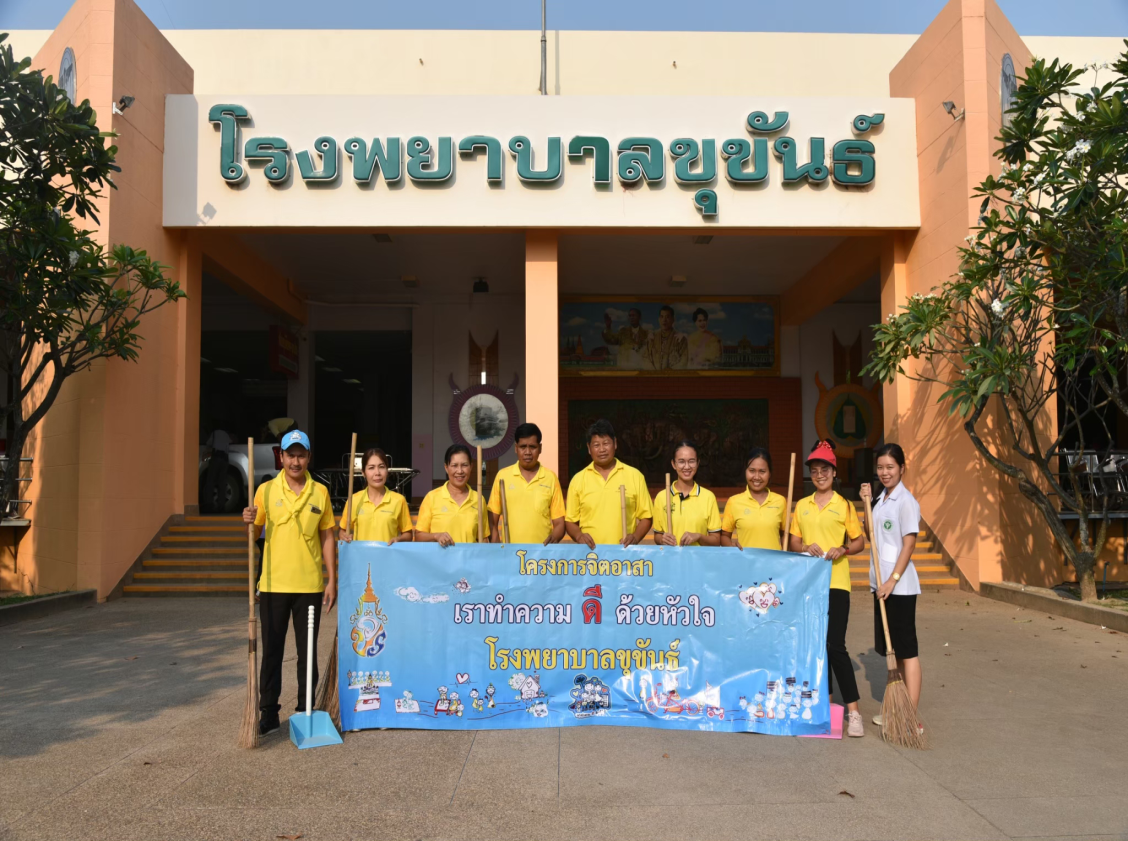 โรงพยาบาลขุขันธ์
โครงการจิตอาสา
เราทำความ ดี ด้วยหัวใจ
โรงพยาบาลขุขันธ์